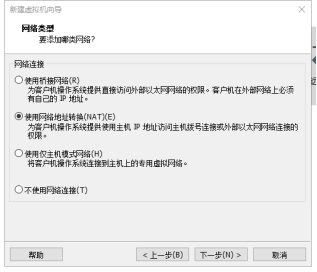 新建虚拟机向导
网络类型
要添加哪类网络?
网络连接
使用桥接网络(R)
为客户机操作系统提供直接访问外部以太网网络的权限。客户机在外部网络上必须
有自己的 IP 地址。
使用网络地址转换(NAT)(E)
为客户机操作系统提供使用主机 IP 地址访问主机拨号连接或外部以太网网络连接的
权限。
使用仅主机模式网络(H)
将客户机操作系统连接到主机上的专用虚拟网络。
不使用网络连接(T)
帮助
< 上一步(B)
下一步(N) >
取消